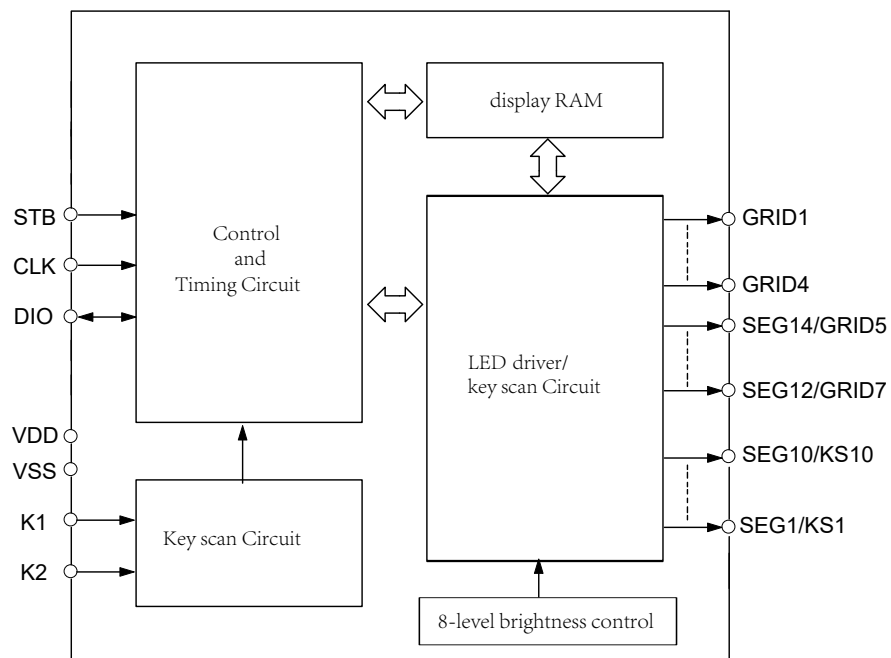 display RAM
STB
CLK
DIO
VDD
VSS
K1
K2
Control
and
Timing Circuit
Key scan Circuit
LED driver/
key scan Circuit
8-level brightness control
GRID1
GRID4
SEG14/GRID5
SEG12/GRID7
SEG10/KS10
SEG1/KS1